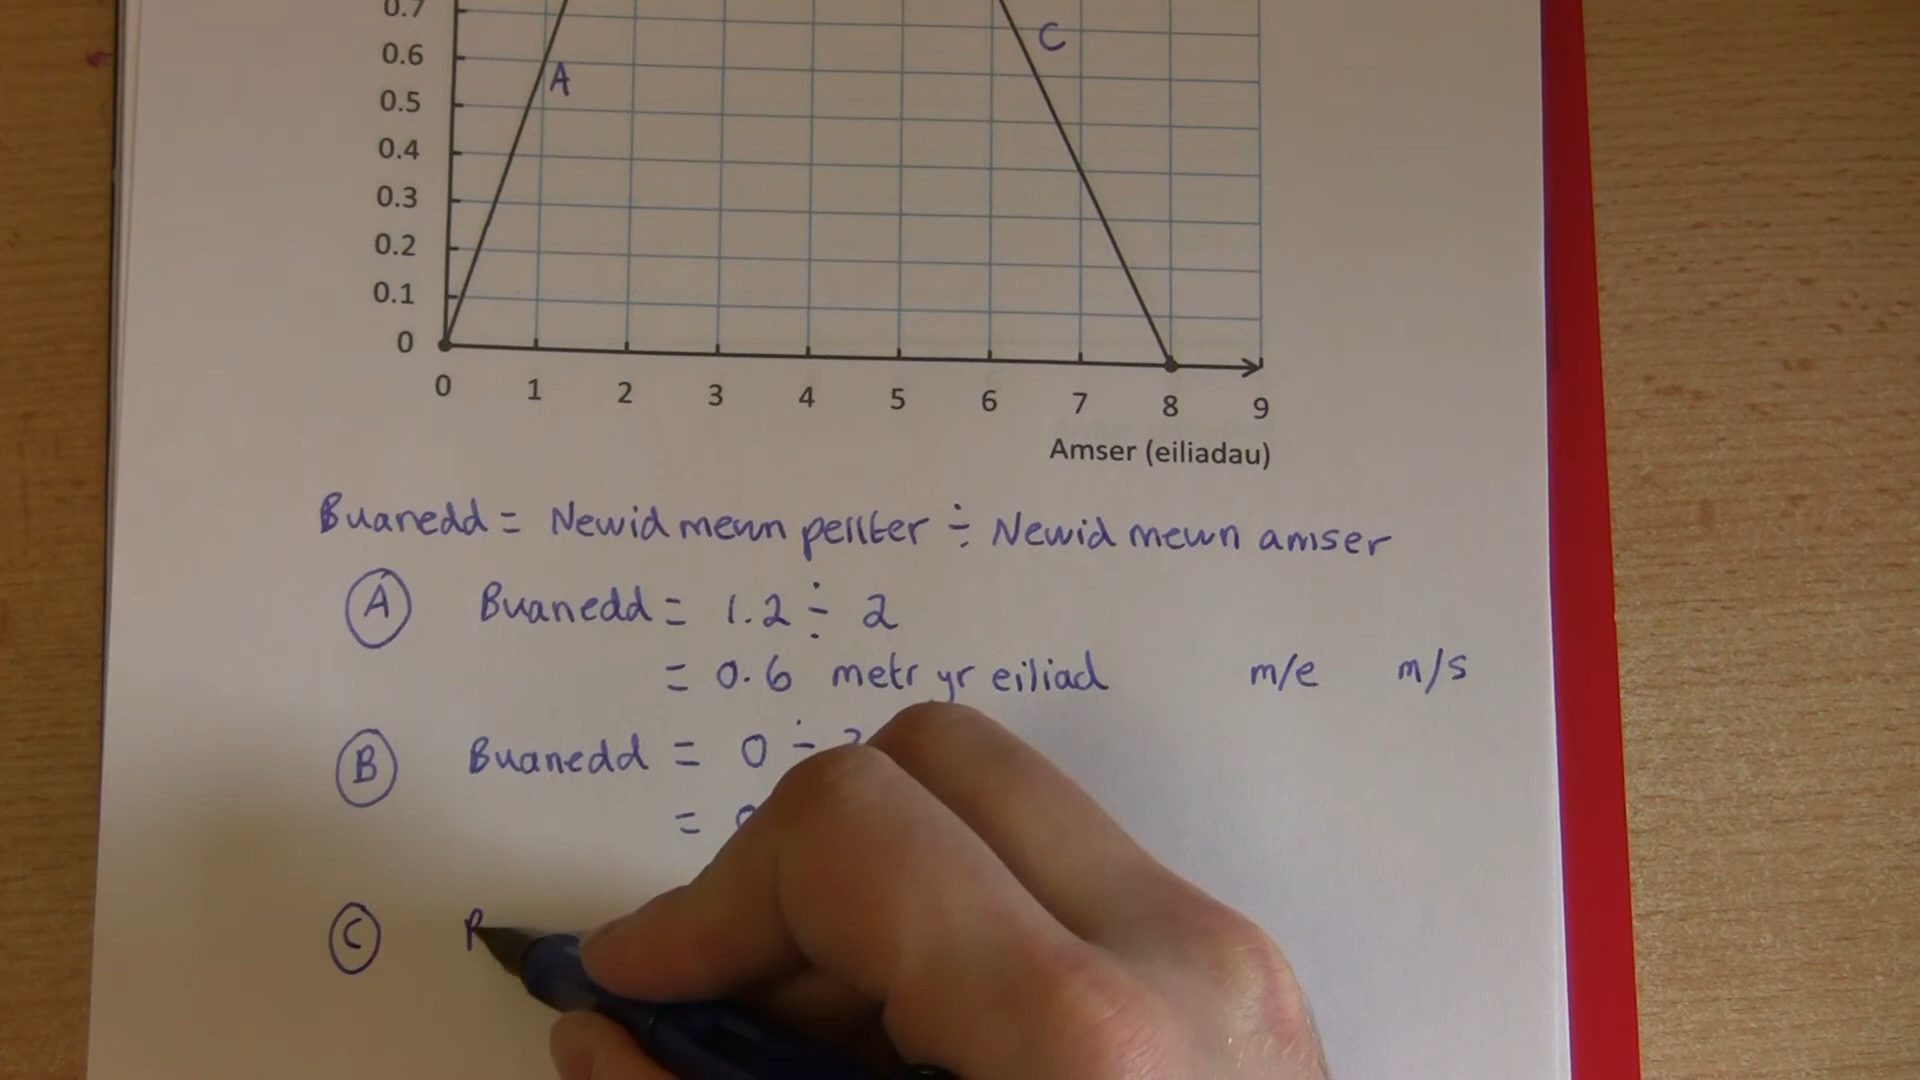 0.7
C
0.6
A
0.5
0.4
0.3
0.2
0.1
0
0 1 2 3 4 5 6 7 8 9
Amser (eiliadau)
Buanedd = Newid mewn pellter ÷ Newid mewn amser
A Buanedd = 1.2 ÷ 2
= 0.6 metr yr eiliad m/e m/s
B Buanedd = 0 ÷
=
C